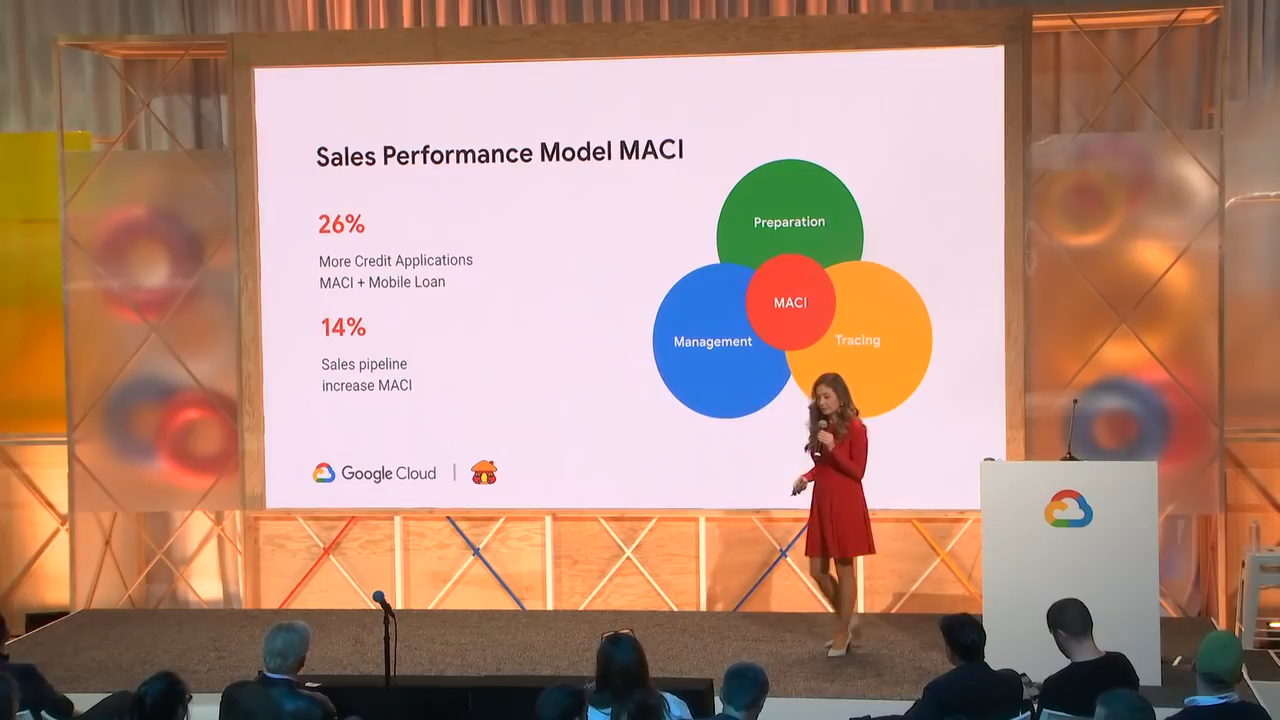 Sales Performance Model MACI
26%
More Credit Applications
MACI + Mobile Loan
14%
Sales pipeline
increase MACI
Preparation
MACI
Management
Tracing
Google Cloud